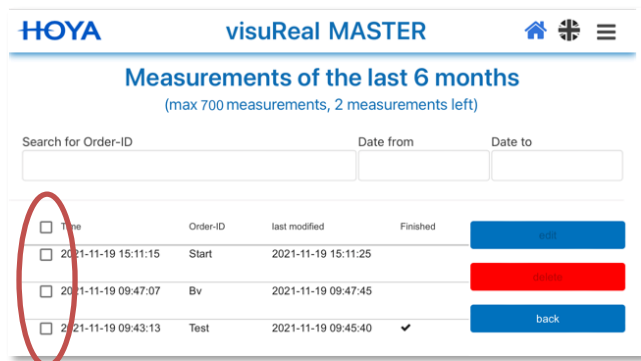 HOYA visuReal MASTER
Measurements of the last 6 months
(max 700 measurements, 2 measurements left)
Search for Order-ID Date from Date to
Time Order-ID last modified Finished
edit
2021-11-19 15:11:15 Start 2021-11-19 15:11:25
delete
2021-11-19 09:47:07 Bv 2021-11-19 09:47:45
back
2021-11-19 09:43:13 Test 2021-11-19 09:45:40 ✔